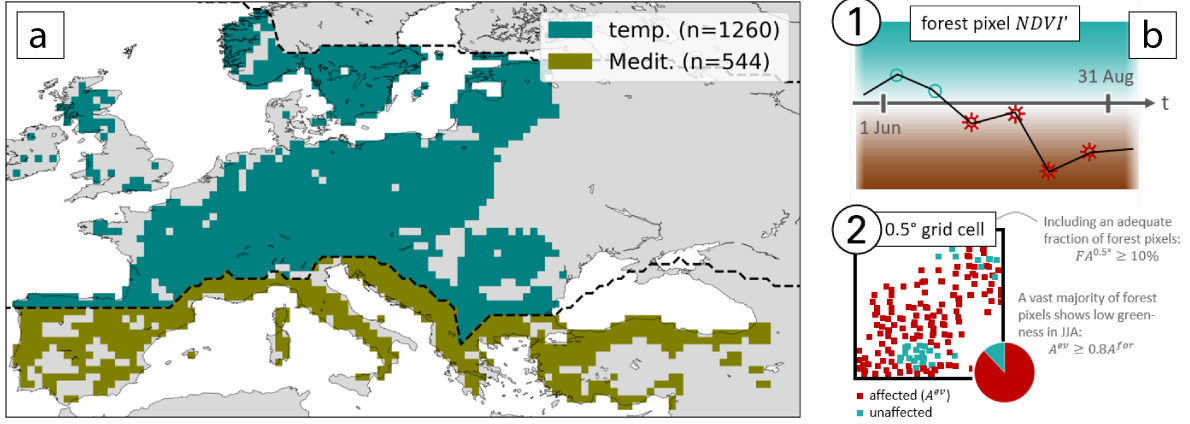 a
temp. (n=1260)
Medit. (n=544)
1
forest pixel NDVI'
b
31 Aug
t
1 Jun
2
0.5° grid cell
Including an adequate
fraction of forest pixels:
FA^0.5° ≥ 10%
A vast majority of forest
pixels shows low green-
ness in JJA:
A^ev ≥ 0.8A^for
affected (A^ev)
unaffected